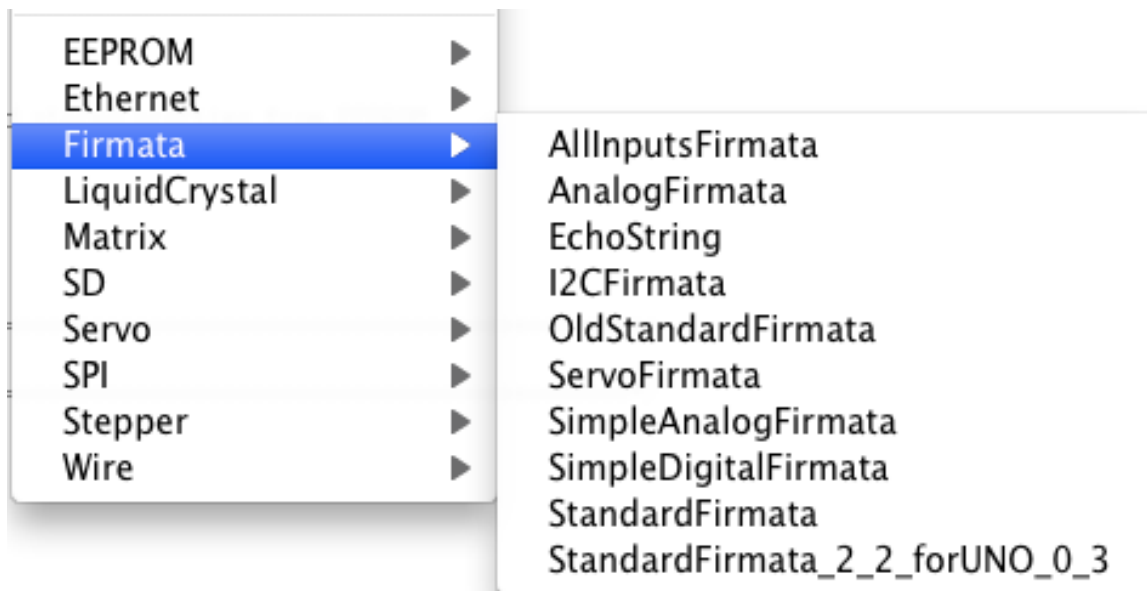 EEPROM
Ethernet
Firmata
LiquidCrystal
Matrix
SD
Servo
SPI
Stepper
Wire
AllInputsFirmata
AnalogFirmata
EchoString
I2CFirmata
OldStandardFirmata
ServoFirmata
SimpleAnalogFirmata
SimpleDigitalFirmata
StandardFirmata
StandardFirmata_2_2_forUNO_0_3